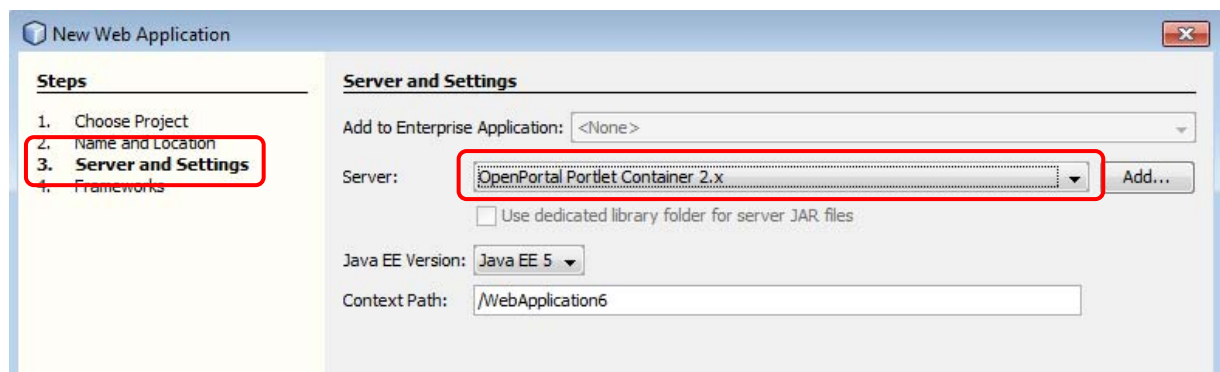 New Web Application
Steps
1. Choose Project
2. Name and Location
3. Server and Settings
4. Frameworks
Server and Settings
Add to Enterprise Application: <None>
Server: OpenPortal Portlet Container 2.x Add...
Use dedicated library folder for server JAR files
Java EE Version: Java EE 5
Context Path: /WebApplication6